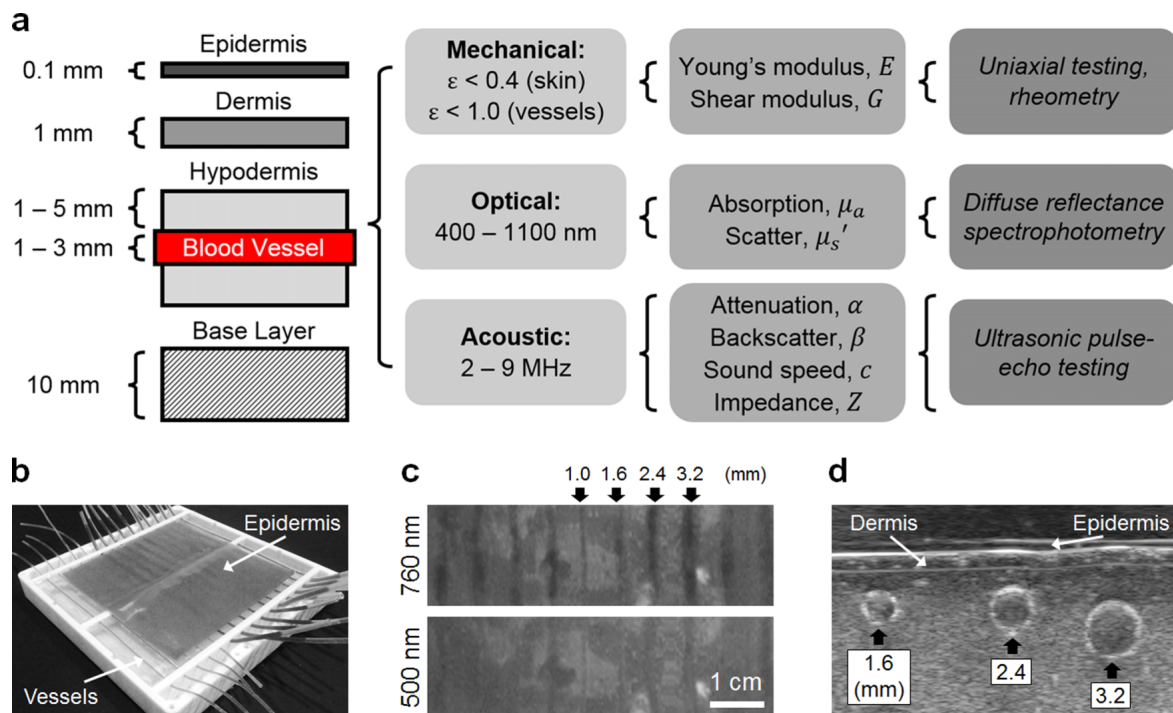 a
Epidermis
0.1 mm
Dermis
1 mm
Hypodermis
1 – 5 mm
1 – 3 mm
Blood Vessel
Base Layer
10 mm
Mechanical:
ε < 0.4 (skin)
ε < 1.0 (vessels)
Young's modulus, E
Shear modulus, G
Uniaxial testing,
rheometry
Optical:
400 – 1100 nm
Absorption, μa
Scatter, μs′
Diffuse reflectance
spectrophotometry
Acoustic:
2 – 9 MHz
Attenuation, α
Backscatter, β
Sound speed, c
Impedance, Z
Ultrasonic pulse-
echo testing
b
Epidermis
Vessels
c
1.0 1.6 2.4 3.2 (mm)
760 nm
500 nm
1 cm
d
Dermis
Epidermis
1.6
(mm)
2.4
3.2